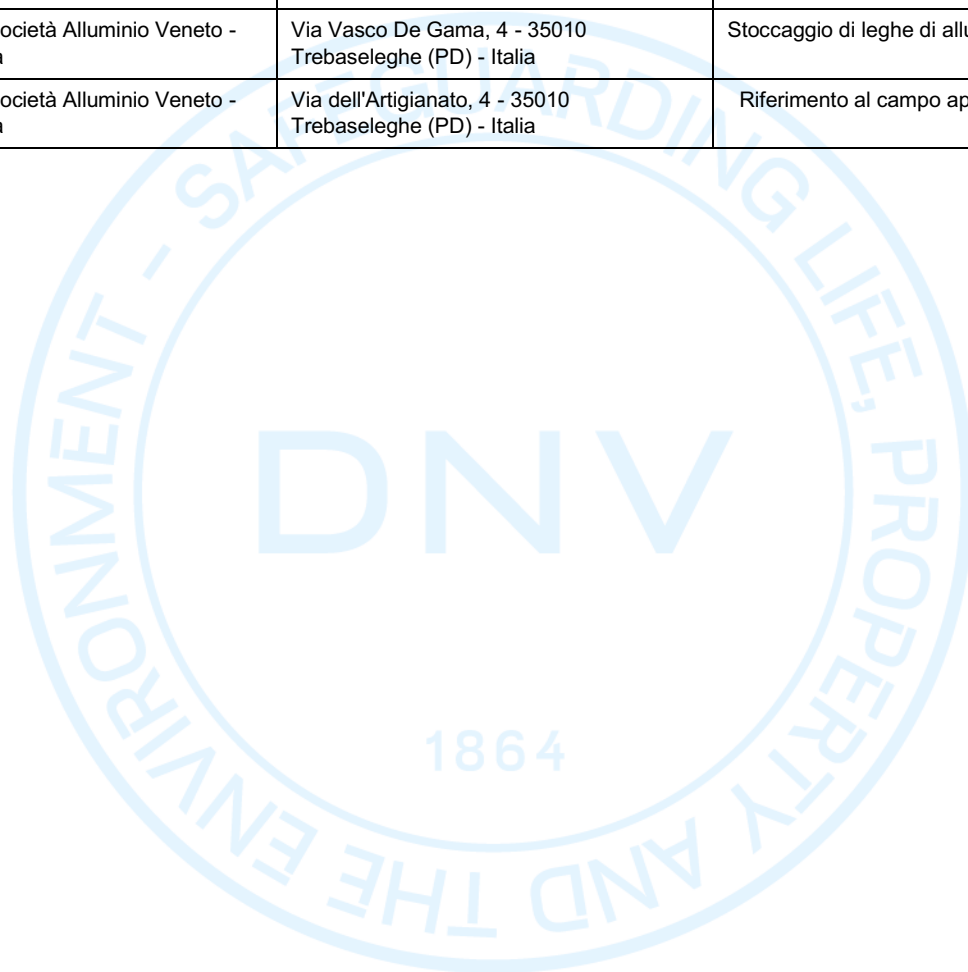 ocietà Alluminio Veneto -
a
Via Vasco De Gama, 4 - 35010
Trebaseleghe (PD) - Italia
Stoccaggio di leghe di allu
ocietà Alluminio Veneto -
a
Via dell'Artigianato, 4 - 35010
Trebaseleghe (PD) - Italia
Riferimento al campo ap
SAFEGUARDING LIFE, PROPERTY AND THE ENVIRONMENT -
DNV
1864